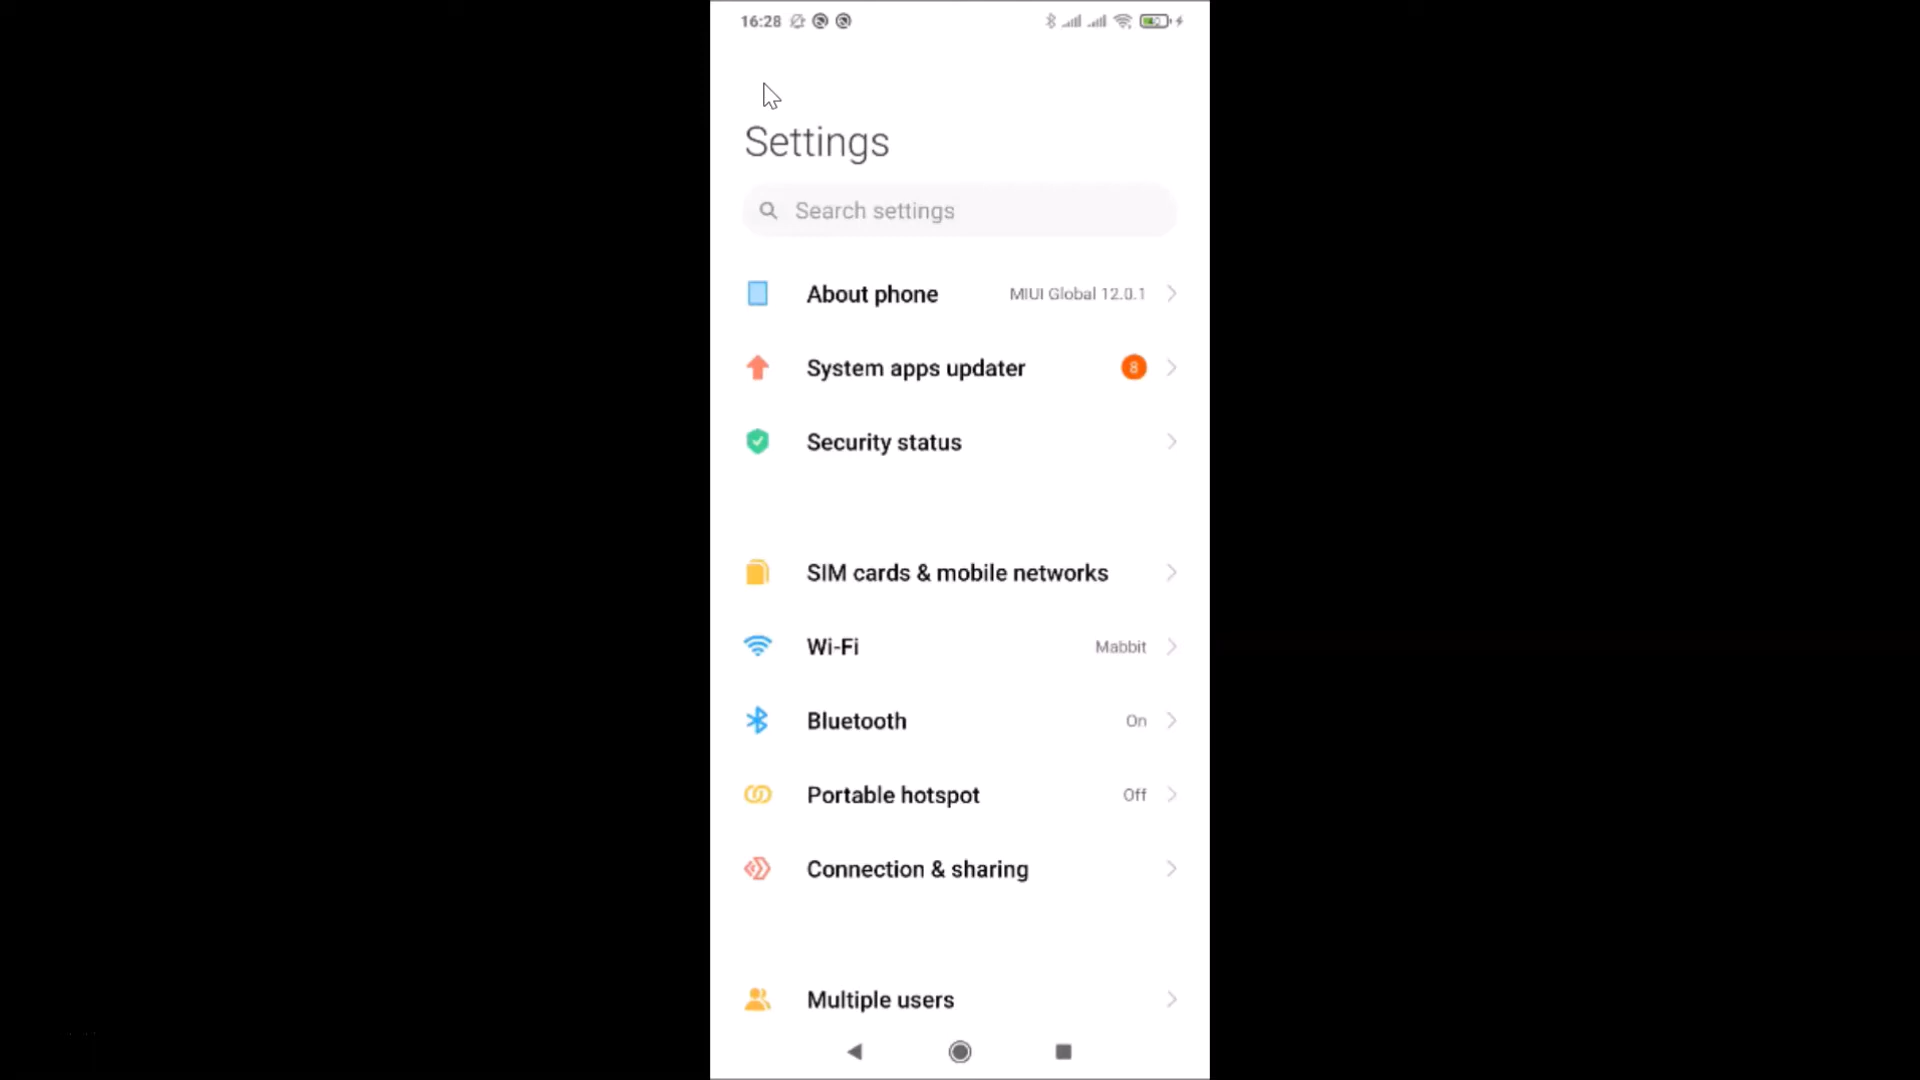 16:28
Settings
Search settings
About phone MIUI Global 12.0.1
System apps updater 8
Security status
SIM cards & mobile networks
Wi-Fi Mabbit
Bluetooth On
Portable hotspot Off
Connection & sharing
Multiple users